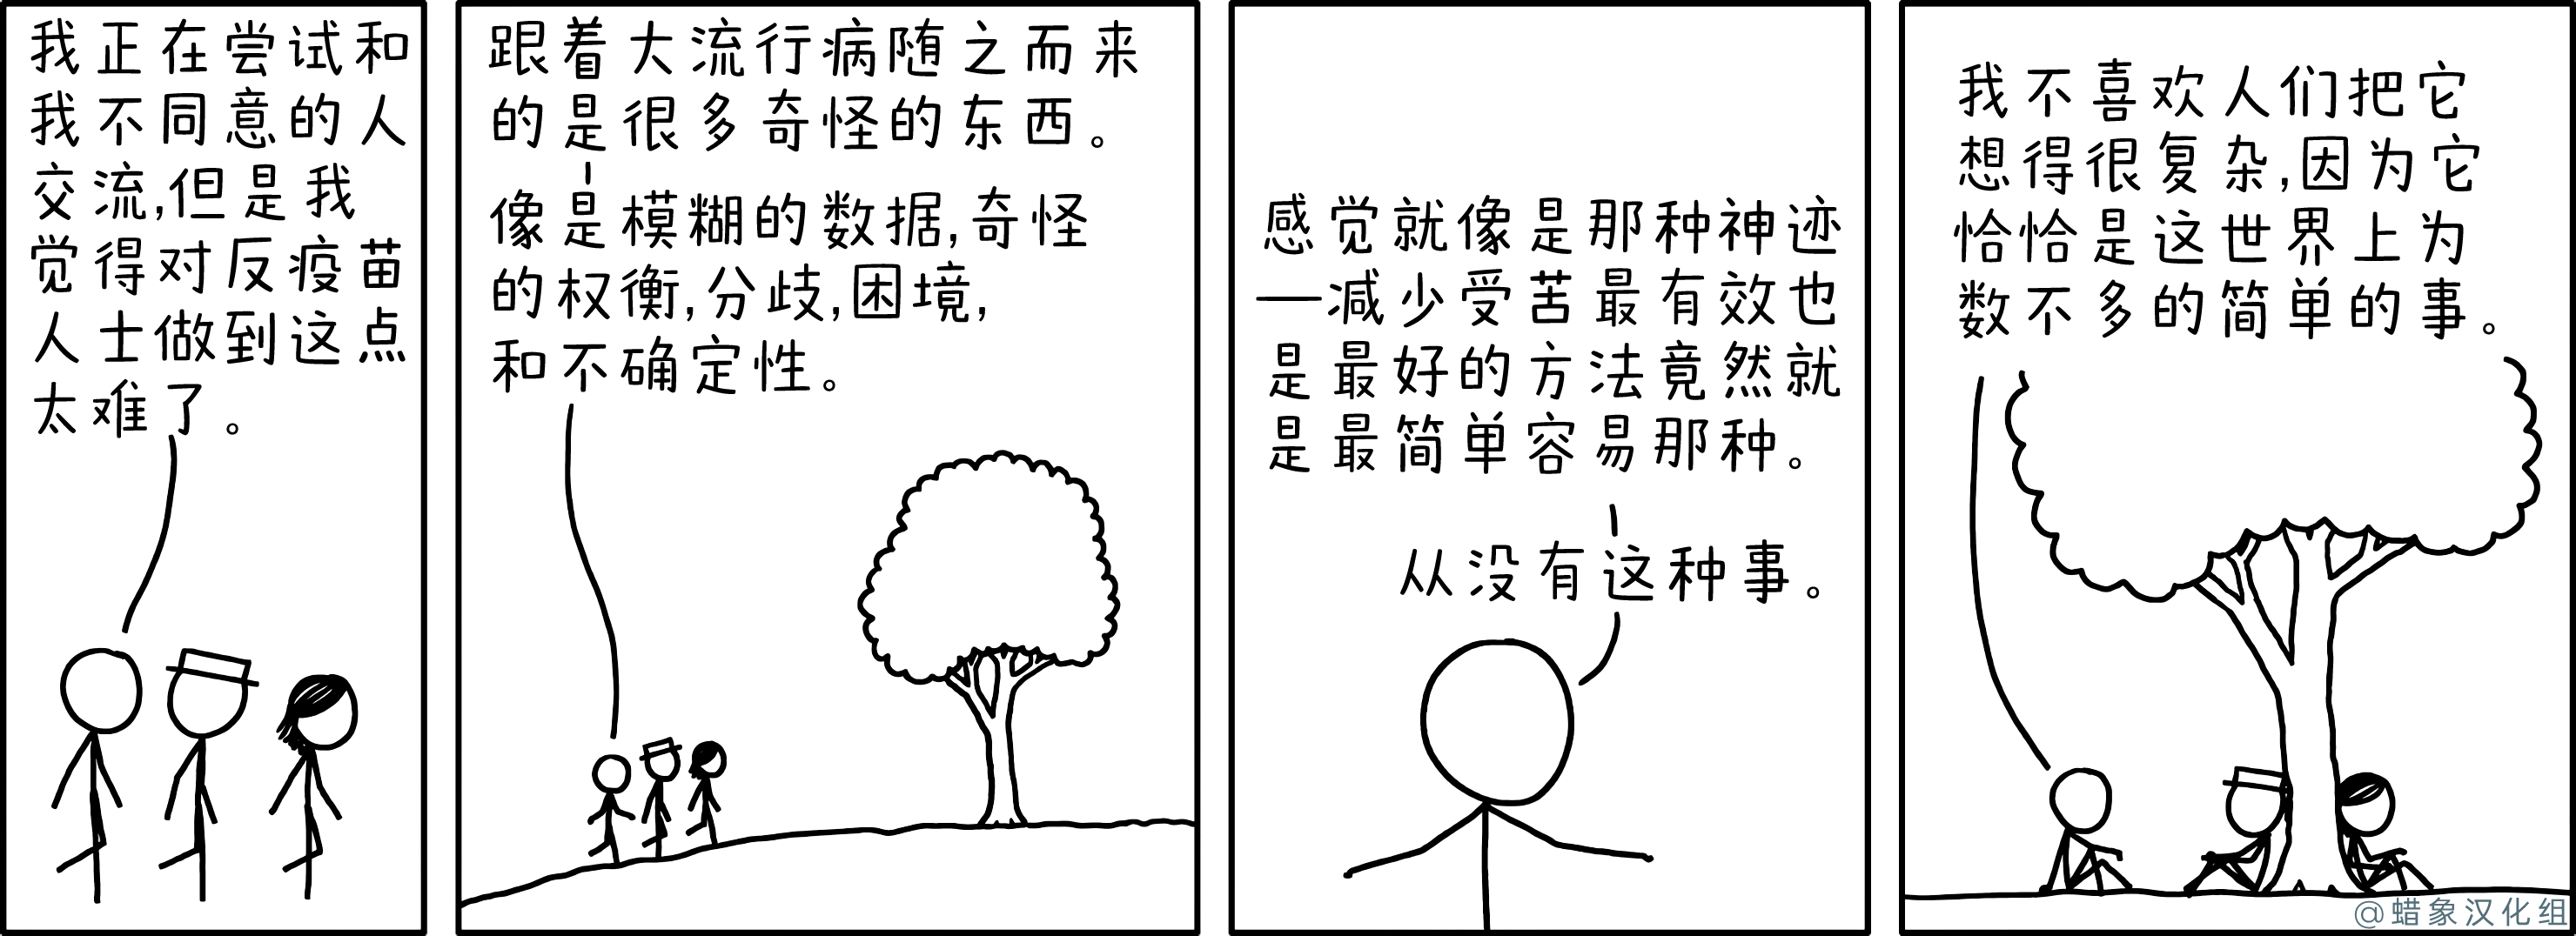 我正在尝试和
我不同意的人
交流,但是我
觉得对反疫苗
人士做到这点
太难了。
跟着大流行病随之而来
的是很多奇怪的东西。
像是模糊的数据,奇怪
的权衡,分歧,困境,
和不确定性。
感觉就像是那种神迹
—减少受苦最有效也
是最好的方法竟然就
是最简单容易那种。
从没有这种事。
我不喜欢人们把它
想得很复杂,因为它
恰恰是这世界上为
数不多的简单的事。
@蜡象汉化组